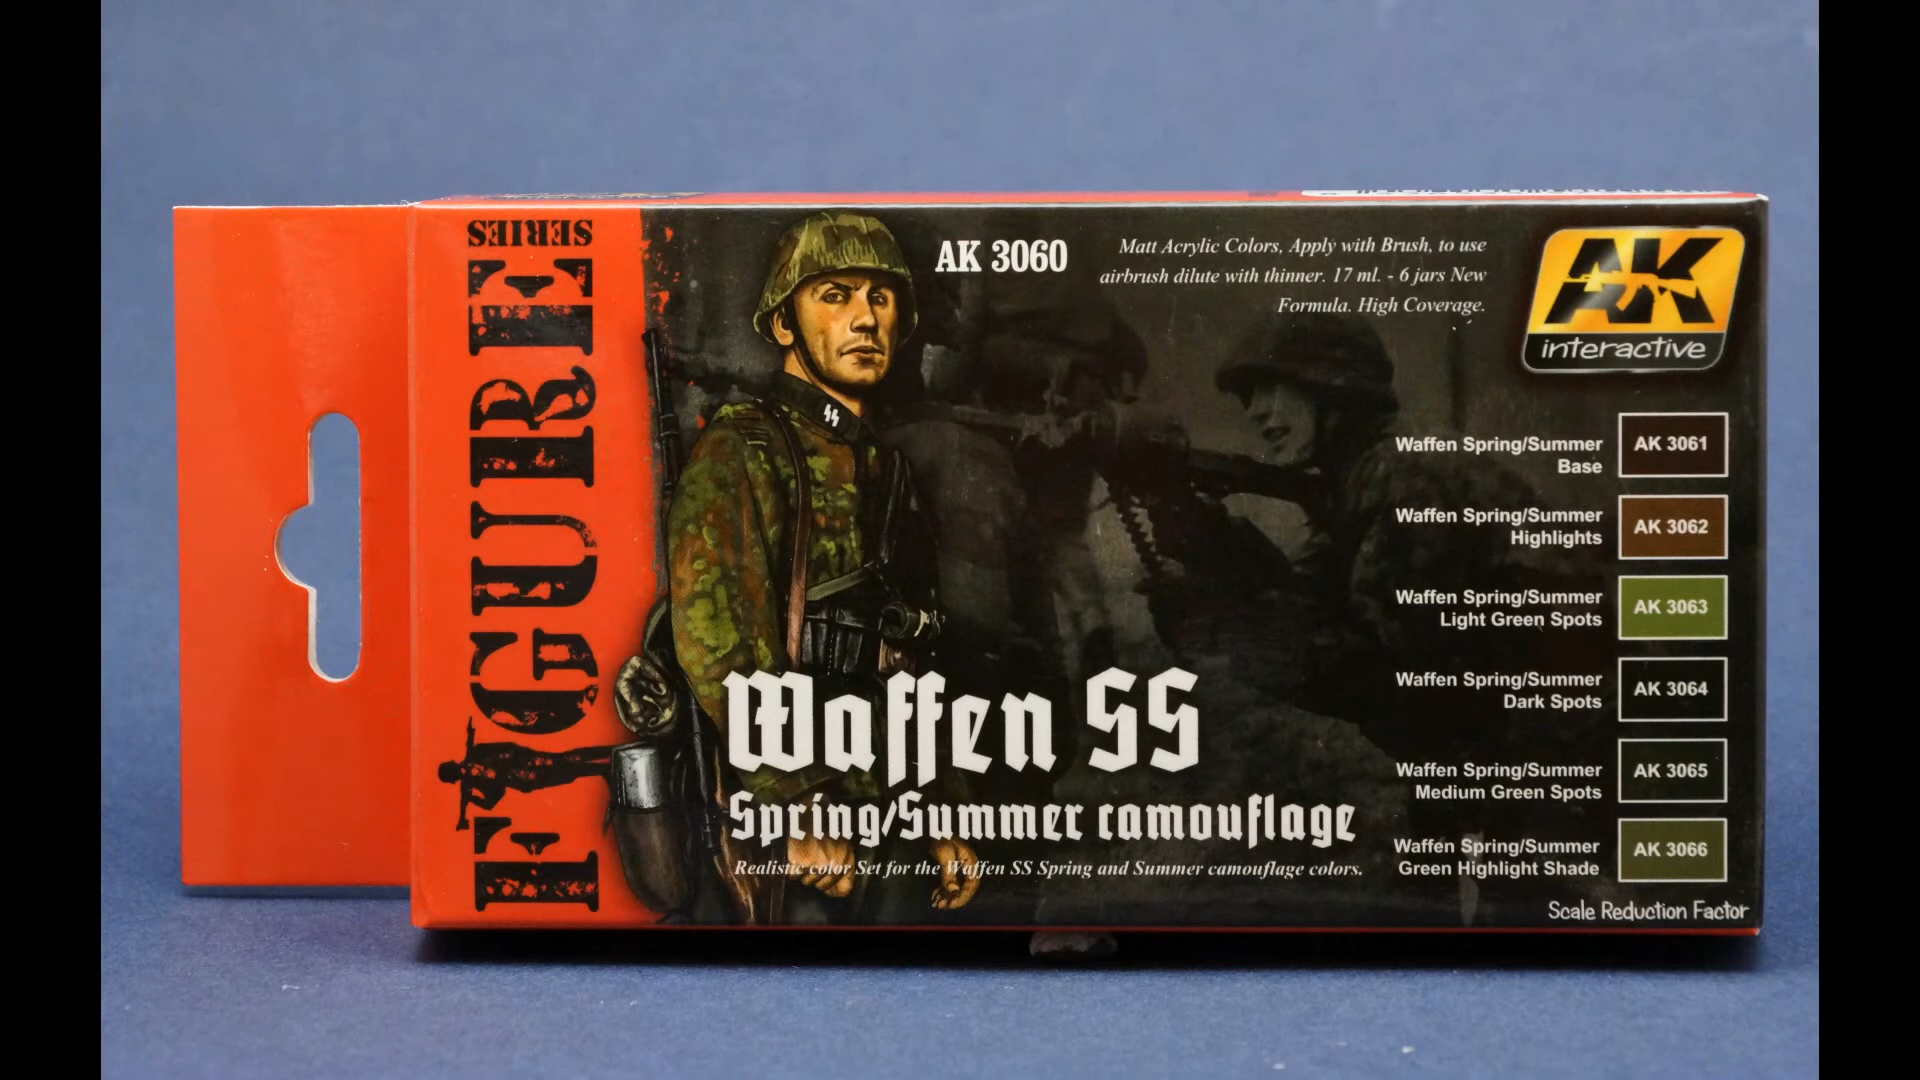 FIGURE SERIES
AK 3060
Matt Acrylic Colors, Apply with Brush, to use
airbrush dilute with thinner. 17 ml. - 6 jars New
Formula. High Coverage.
AK
interactive
Waffen Spring/Summer
Base
AK 3061
Waffen Spring/Summer
Highlights
AK 3062
Waffen Spring/Summer
Light Green Spots
AK 3063
Waffen Spring/Summer
Dark Spots
AK 3064
Waffen Spring/Summer
Medium Green Spots
AK 3065
Waffen Spring/Summer
Green Highlight Shade
AK 3066
Waffen SS
Spring/Summer camouflage
Realistic color Set for the Waffen SS Spring and Summer camouflage colors.
Scale Reduction Factor